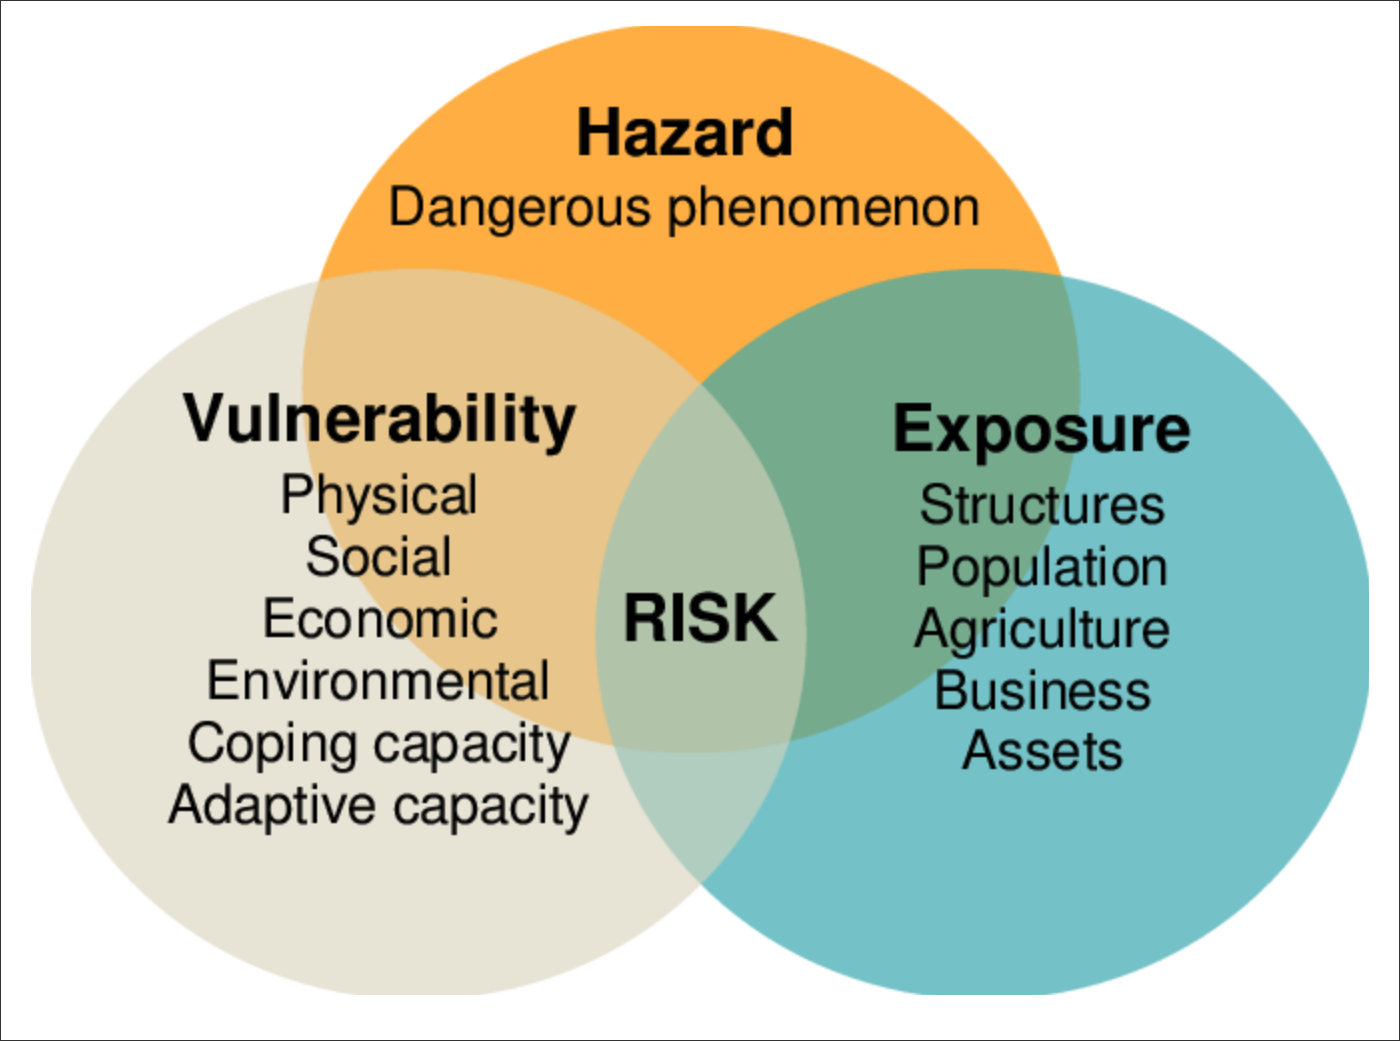 Hazard
Dangerous phenomenon
Vulnerability
Physical
Social
Economic
Environmental
Coping capacity
Adaptive capacity
RISK
Exposure
Structures
Population
Agriculture
Business
Assets